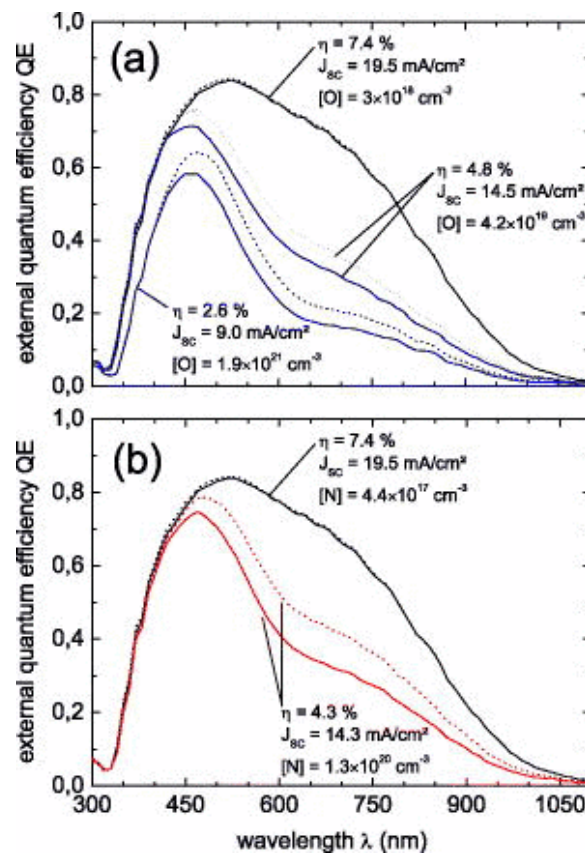 (a)
η = 7.4 %
J_SC = 19.5 mA/cm²
[O] = 3×10¹⁸ cm⁻³
η = 4.8 %
J_SC = 14.5 mA/cm²
[O] = 4.2×10¹⁹ cm⁻³
η = 2.6 %
J_SC = 9.0 mA/cm²
[O] = 1.9×10²¹ cm⁻³
external quantum efficiency QE
1,0
0,8
0,6
0,4
0,2
0,0
(b)
η = 7.4 %
J_SC = 19.5 mA/cm²
[N] = 4.4×10¹⁷ cm⁻³
η = 4.3 %
J_SC = 14.3 mA/cm²
[N] = 1.3×10²⁰ cm⁻³
external quantum efficiency QE
1,0
0,8
0,6
0,4
0,2
0,0
300 450 600 750 900 1050
wavelength λ (nm)